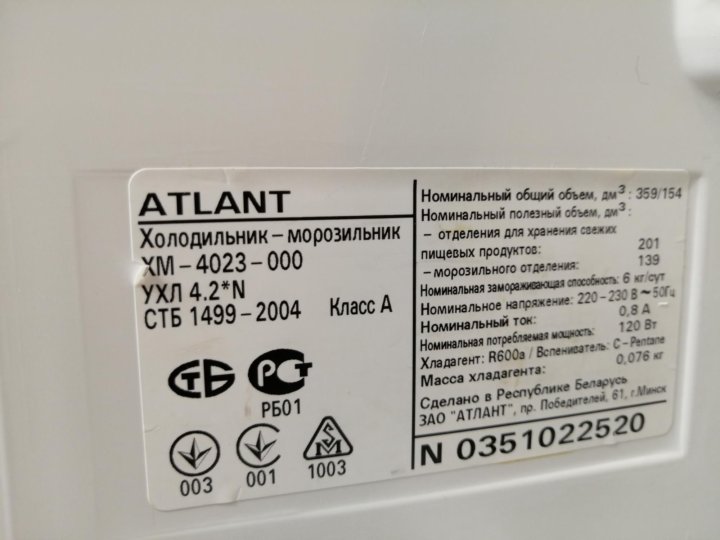 ATLANT
Холодильник – морозильник
ХМ – 4023 – 000
УХЛ 4.2*N
СТБ 1499 – 2004 Класс А
СТБ
РСТ
РБ01
003
001
SM
1003
Номинальный общий объем, дм³ : 359/154
Номинальный полезный объем, дм³ :
– отделения для хранения свежих
пищевых продуктов: 201
– морозильного отделения: 139
Номинальная замораживающая способность: 6 кг/сут
Номинальное напряжение: 220 – 230 В ~ 50Гц
Номинальный ток: 0,8 А
Номинальная потребляемая мощность: 120 Вт
Хладагент: R600a / Вспениватель: C – Pentane
Масса хладагента: 0,076 кг
Сделано в Республике Беларусь
ЗАО "АТЛАНТ", пр. Победителей, 61, г.Минск
N 0351022520